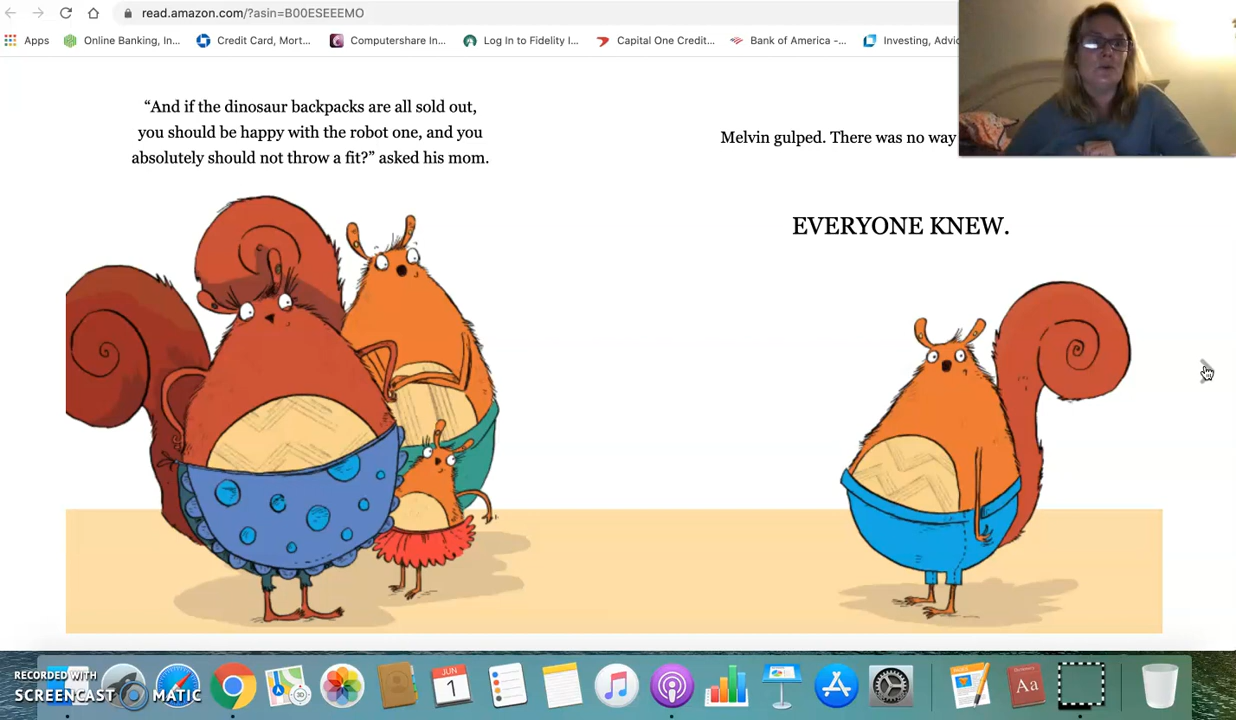 read.amazon.com/?asin=B00ESEEEMO
Apps
Online Banking, In...
Credit Card, Mort...
Computershare In...
Log In to Fidelity I...
Capital One Credit...
Bank of America -...
Investing, Advic
“And if the dinosaur backpacks are all sold out,
you should be happy with the robot one, and you
absolutely should not throw a fit?” asked his mom.
Melvin gulped. There was no way
EVERYONE KNEW.
RECORDED WITH
SCREENCAST MATIC
JUN
1
3D
Aa